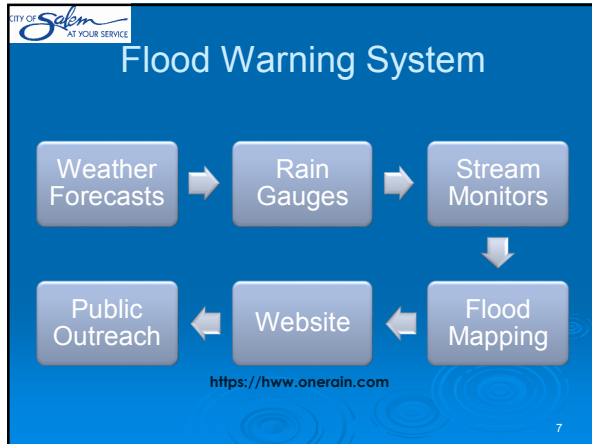 CITY OF Salem
AT YOUR SERVICE
Flood Warning System
Weather
Forecasts
Rain
Gauges
Stream
Monitors
Flood
Mapping
Website
Public
Outreach
https://hww.onerain.com
7